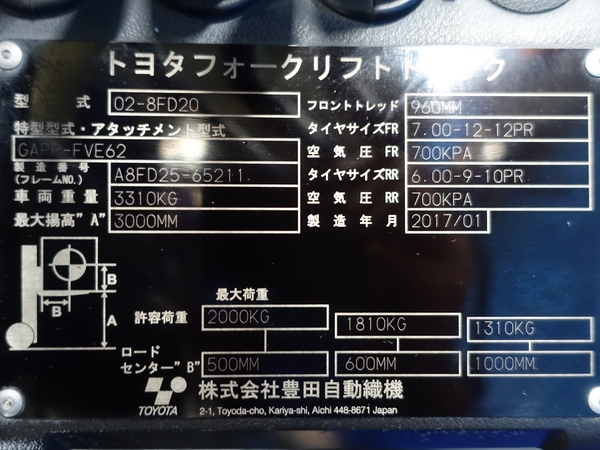 トヨタフォークリフトトラック
型式 02-8FD20 フロントトレッド 960MM
特型型式・アタッチメント型式 タイヤサイズFR 7.00-12-12PR
-FVE62 空気圧FR 700KPA
製造番号(フレームNO.) A8FD25-65211 タイヤサイズRR 6.00-9-10PR
車両重量 3310KG 空気圧RR 700KPA
最大揚高"A" 3000MM 製造年月 2017/01
B
B
A
最大荷重
許容荷重 2000KG 1810KG 1310KG
ロードセンター"B" 500MM 600MM 1000MM
TOYOTA 株式会社豊田自動織機
2-1, Toyoda-cho, Kariya-shi, Aichi 448-8671 Japan